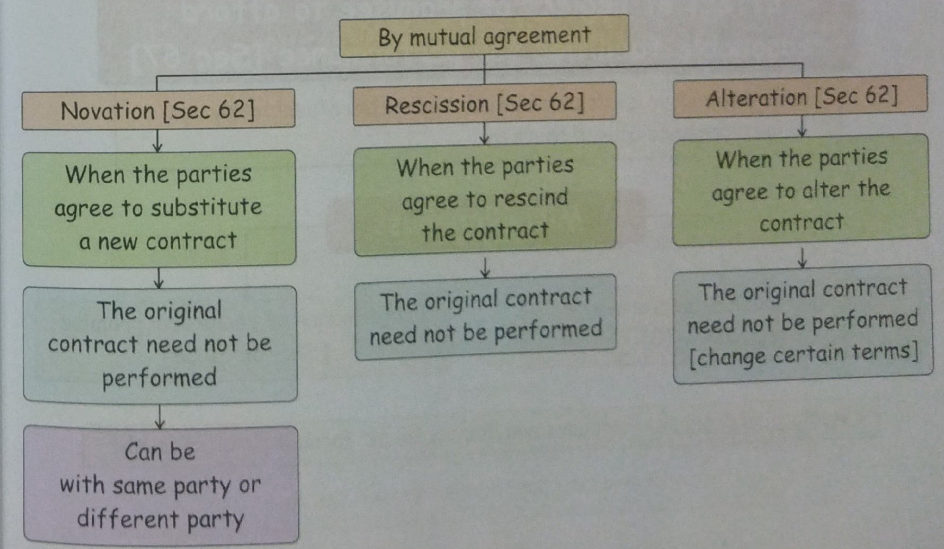 By mutual agreement
Novation [Sec 62]
When the parties
agree to substitute
a new contract
The original
contract need not be
performed
Can be
with same party or
different party
Rescission [Sec 62]
When the parties
agree to rescind
the contract
The original contract
need not be performed
Alteration [Sec 62]
When the parties
agree to alter the
contract
The original contract
need not be performed
[change certain terms]